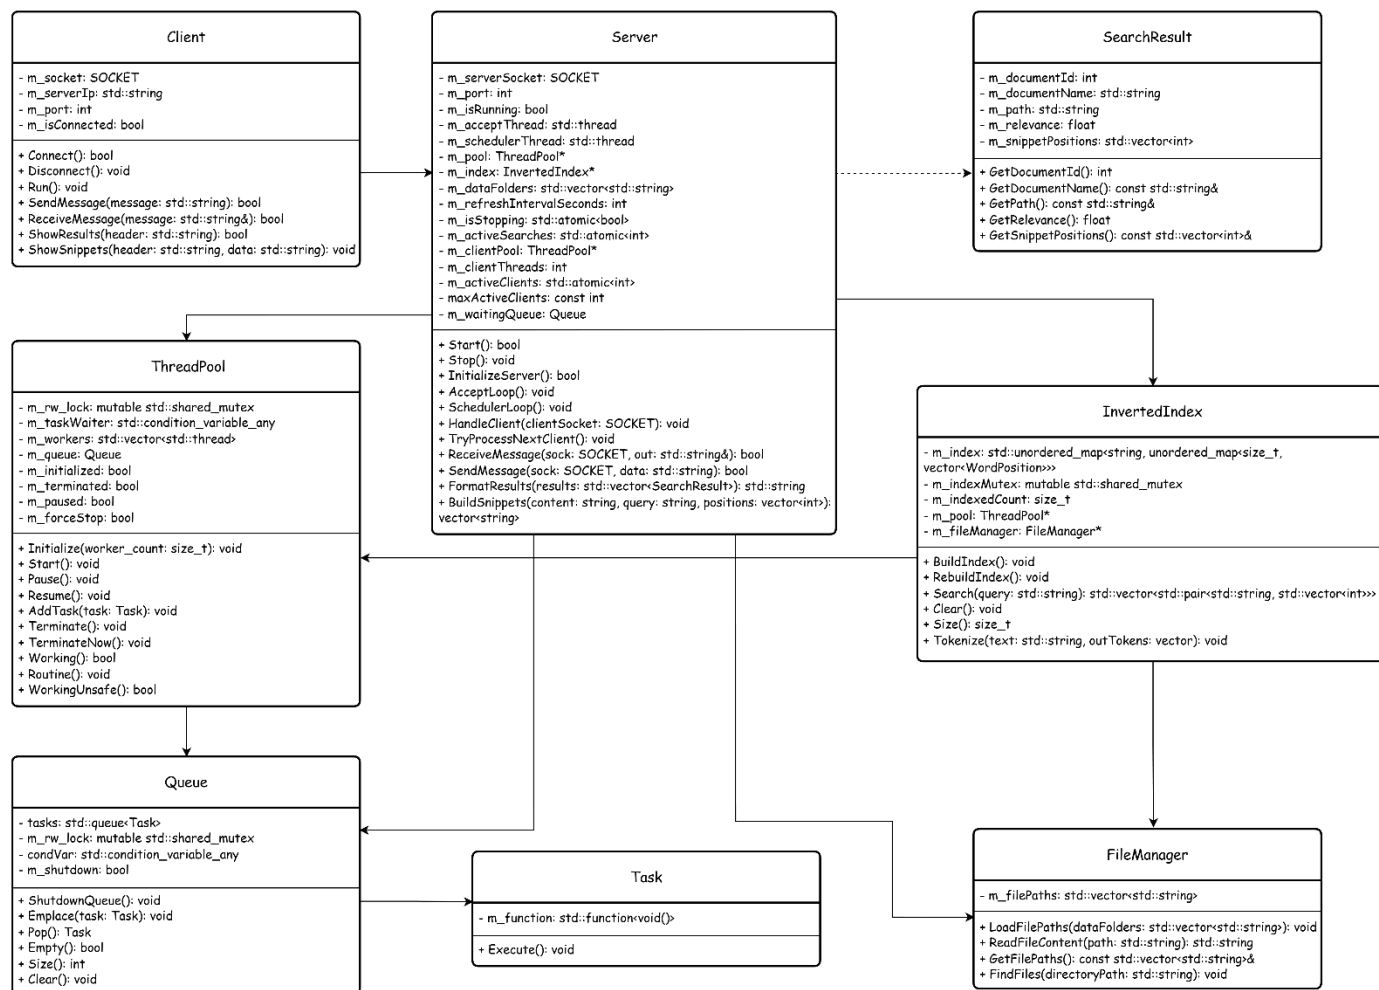 Client
- m_socket: SOCKET
- m_serverIp: std::string
- m_port: int
- m_isConnected: bool
+ Connect(): bool
+ Disconnect(): void
+ Run(): void
+ SendMessage(message: std::string): bool
+ ReceiveMessage(message: std::string&): bool
+ ShowResults(header: std::string): bool
+ ShowSnippets(header: std::string, data: std::string): void
Server
- m_serverSocket: SOCKET
- m_port: int
- m_isRunning: bool
- m_acceptThread: std::thread
- m_schedulerThread: std::thread
- m_pool: ThreadPool*
- m_index: InvertedIndex*
- m_dataFolders: std::vector<std::string>
- m_refreshIntervalSeconds: int
- m_isStopping: std::atomic<bool>
- m_activeSearches: std::atomic<int>
- m_clientPool: ThreadPool*
- m_clientThreads: int
- m_activeClients: std::atomic<int>
- maxActiveClients: const int
- m_waitingQueue: Queue
+ Start(): bool
+ Stop(): void
+ InitializeServer(): bool
+ AcceptLoop(): void
+ SchedulerLoop(): void
+ HandleClient(clientSocket: SOCKET): void
+ TryProcessNextClient(): void
+ ReceiveMessage(sock: SOCKET, out: std::string&): bool
+ SendMessage(sock: SOCKET, data: std::string): bool
+ FormatResults(results: std::vector<SearchResult>): std::string
+ BuildSnippets(content: string, query: string, positions: vector<int>):
vector<string>
SearchResult
- m_documentId: int
- m_documentName: std::string
- m_path: std::string
- m_relevance: float
- m_snippetPositions: std::vector<int>
+ GetDocumentId(): int
+ GetDocumentName(): const std::string&
+ GetPath(): const std::string&
+ GetRelevance(): float
+ GetSnippetPositions(): const std::vector<int>&
ThreadPool
- m_rw_lock: mutable std::shared_mutex
- m_taskWaiter: std::condition_variable_any
- m_workers: std::vector<std::thread>
- m_queue: Queue
- m_initialized: bool
- m_terminated: bool
- m_paused: bool
- m_forceStop: bool
+ Initialize(worker_count: size_t): void
+ Start(): void
+ Pause(): void
+ Resume(): void
+ AddTask(task: Task): void
+ Terminate(): void
+ TerminateNow(): void
+ Working(): bool
+ Routine(): void
+ WorkingUnsafe(): bool
InvertedIndex
- m_index: std::unordered_map<string, unordered_map<size_t,
vector<WordPosition>>>
- m_indexMutex: mutable std::shared_mutex
- m_indexedCount: size_t
- m_pool: ThreadPool*
- m_fileManager: FileManager*
+ BuildIndex(): void
+ RebuildIndex(): void
+ Search(query: std::string): std::vector<std::pair<std::string, std::vector<int>>>
+ Clear(): void
+ Size(): size_t
+ Tokenize(text: std::string, outTokens: vector): void
Queue
- tasks: std::queue<Task>
- m_rw_lock: mutable std::shared_mutex
- condVar: std::condition_variable_any
- m_shutdown: bool
+ ShutdownQueue(): void
+ Emplace(task: Task): void
+ Pop(): Task
+ Empty(): bool
+ Size(): int
+ Clear(): void
Task
- m_function: std::function<void()>
+ Execute(): void
FileManager
- m_filePaths: std::vector<std::string>
+ LoadFilePaths(dataFolders: std::vector<std::string>): void
+ ReadFileContent(path: std::string): std::string
+ GetFilePaths(): const std::vector<std::string>&
+ FindFiles(directoryPath: std::string): void